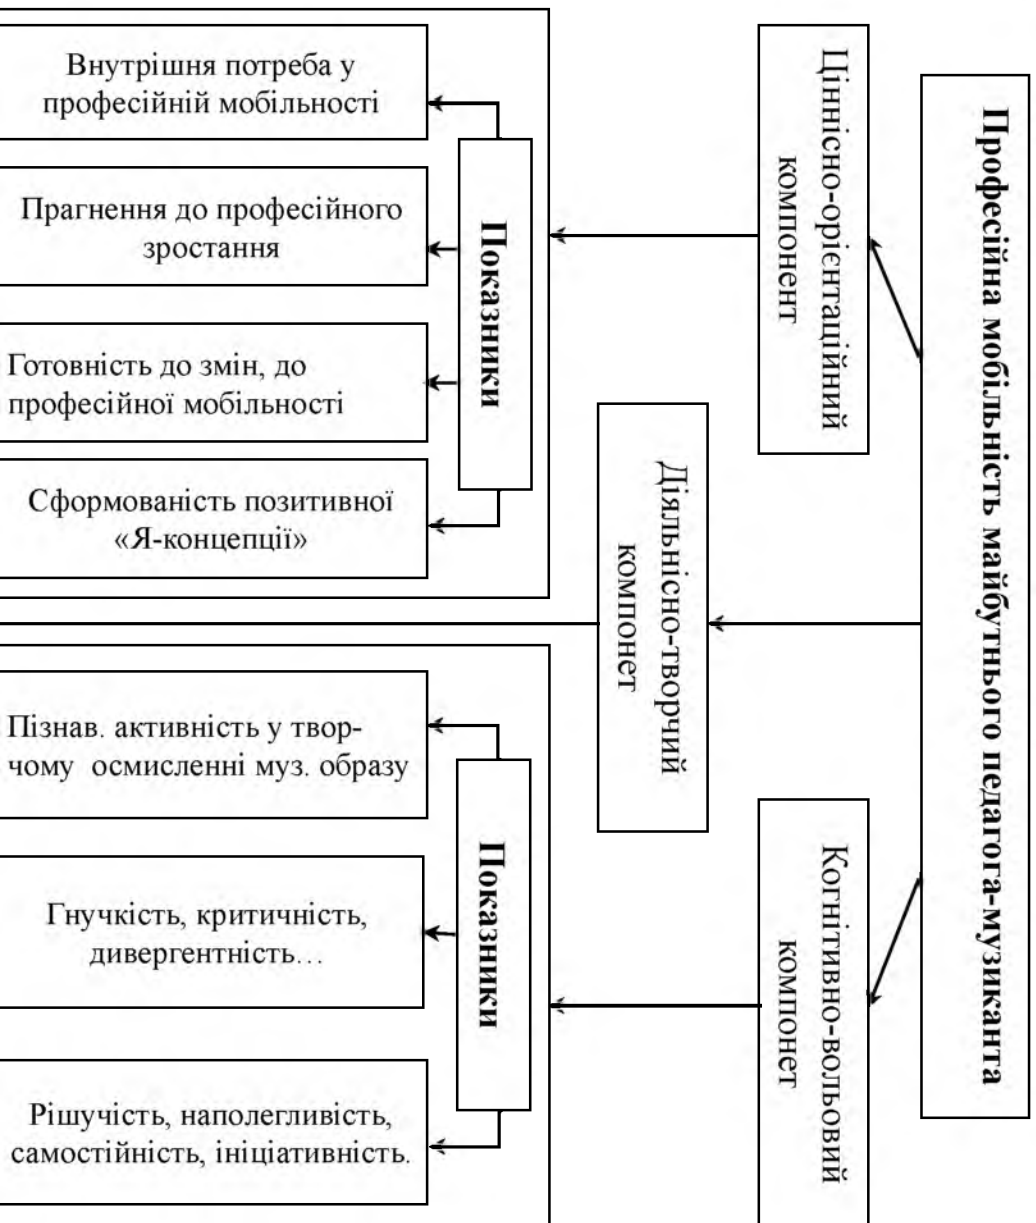 Професійна мобільність майбутнього педагога-музиканта
Ціннісно-орієнтаційний
компонент
Діяльнісно-творчий
компонет
Когнітивно-вольовий
компонет
Показники
Внутрішня потреба у
професійній мобільності
Прагнення до професійного
зростання
Готовність до змін, до
професійної мобільності
Сформованість позитивної
«Я-концепції»
Показники
Пізнав. активність у твор-
чому осмисленні муз. образу
Гнучкість, критичність,
дивергентність…
Рішучість, наполегливість,
самостійність, ініціативність.